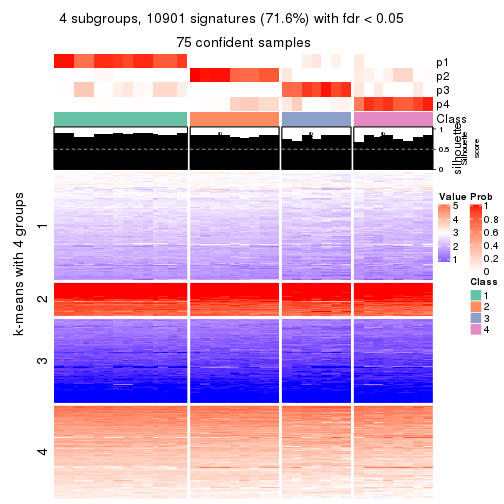 4 subgroups, 10901 signatures (71.6%) with fdr < 0.05
75 confident samples
p1
p2
p3
p4
Class
1
0.5
0
silhouette
Silhouette
score
k-means with 4 groups
1
2
3
4
Value
5
4
3
2
1
Prob
1
0.8
0.6
0.4
0.2
0
Class
1
2
3
4